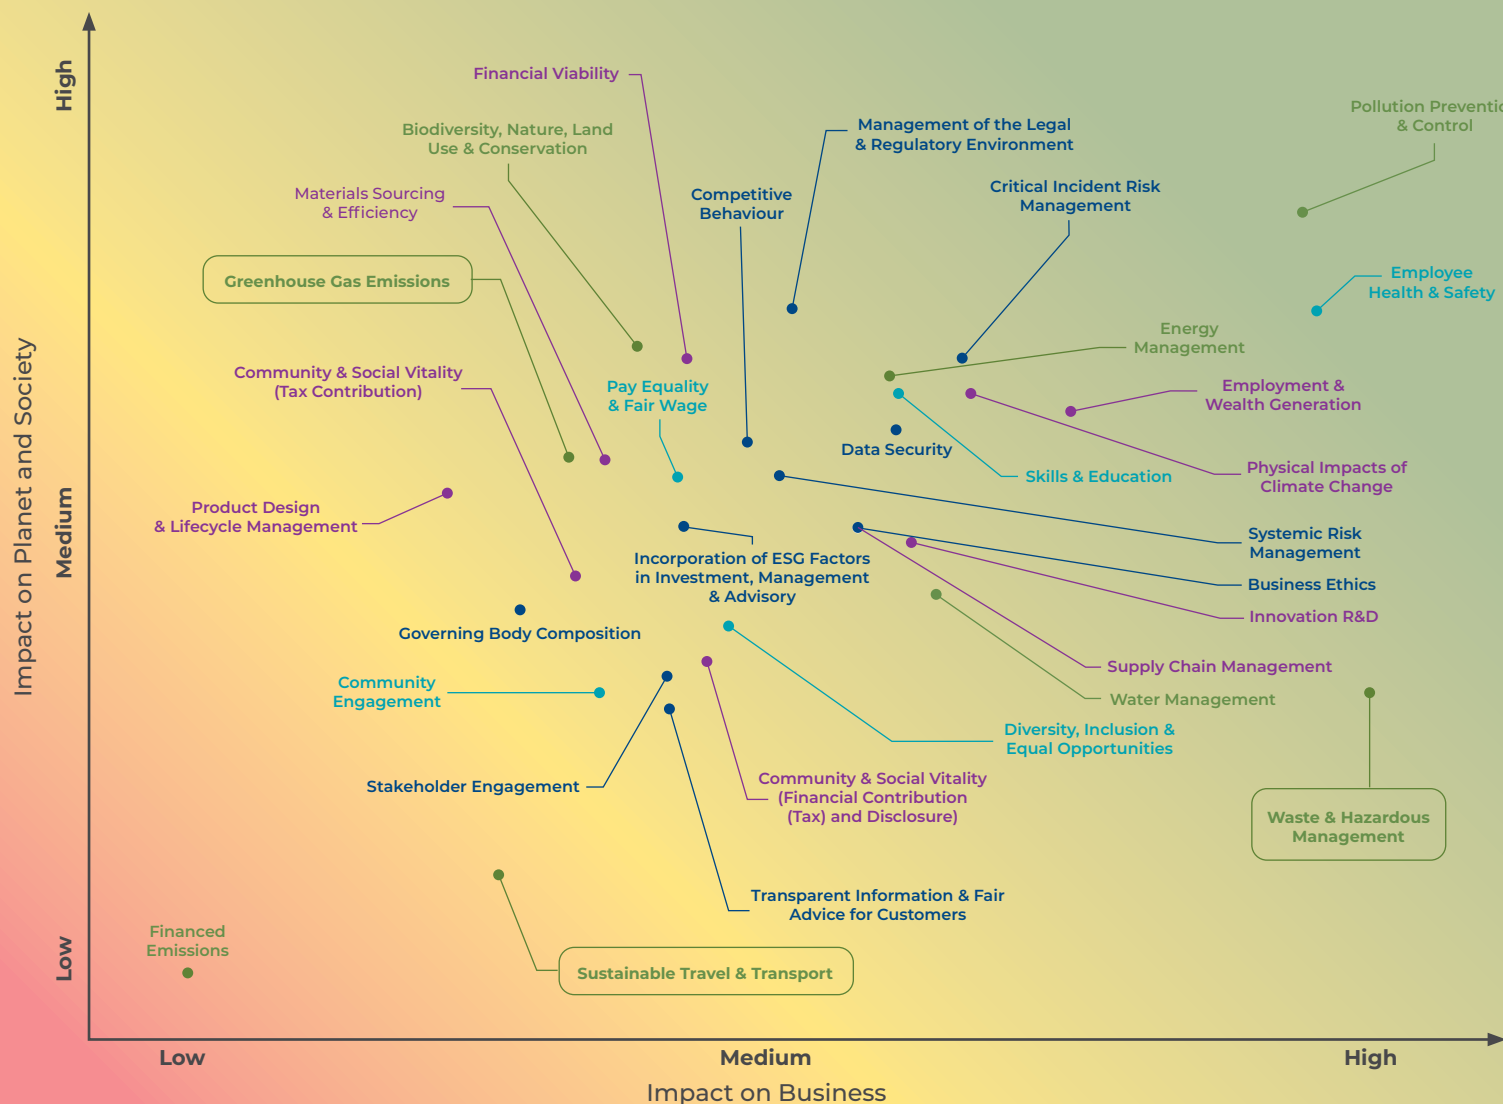 High
Medium
Low
Impact on Planet and Society
Financial Viability
Biodiversity, Nature, Land
Use & Conservation
Materials Sourcing
& Efficiency
Greenhouse Gas Emissions
Community & Social Vitality
(Tax Contribution)
Product Design
& Lifecycle Management
Management of the Legal
& Regulatory Environment
Competitive
Behaviour
Critical Incident Risk
Management
Pollution Preventio
& Control
Employee
Health & Safety
Energy
Management
Pay Equality
& Fair Wage
Employment &
Wealth Generation
Data Security
Skills & Education
Physical Impacts of
Climate Change
Systemic Risk
Management
Incorporation of ESG Factors
in Investment, Management
& Advisory
Business Ethics
Innovation R&D
Governing Body Composition
Supply Chain Management
Community
Engagement
Water Management
Diversity, Inclusion &
Equal Opportunities
Stakeholder Engagement
Community & Social Vitality
(Financial Contribution
(Tax) and Disclosure)
Waste & Hazardous
Management
Transparent Information & Fair
Advice for Customers
Financed
Emissions
Sustainable Travel & Transport
Low
Medium
High
Impact on Business